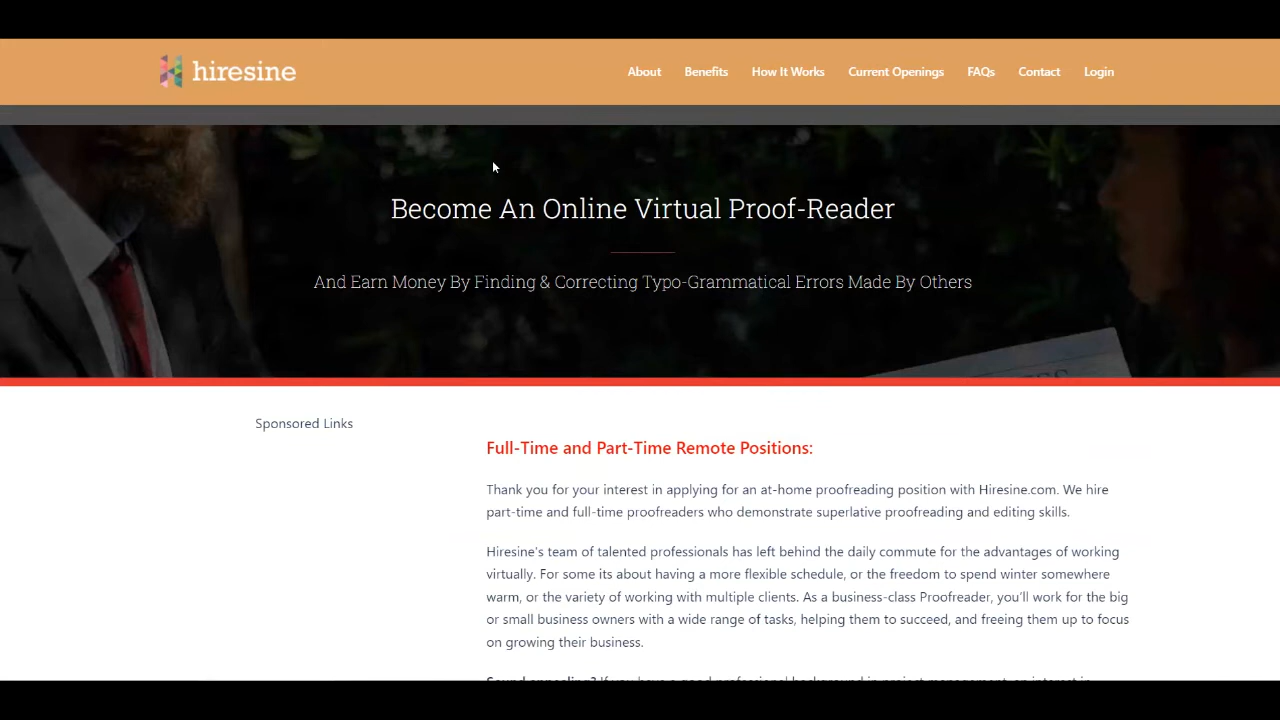 hiresine
About Benefits How It Works Current Openings FAQs Contact Login
Become An Online Virtual Proof-Reader
And Earn Money By Finding & Correcting Typo-Grammatical Errors Made By Others
Sponsored Links
Full-Time and Part-Time Remote Positions:
Thank you for your interest in applying for an at-home proofreading position with Hiresine.com. We hire
part-time and full-time proofreaders who demonstrate superlative proofreading and editing skills.
Hiresine's team of talented professionals has left behind the daily commute for the advantages of working
virtually. For some its about having a more flexible schedule, or the freedom to spend winter somewhere
warm, or the variety of working with multiple clients. As a business-class Proofreader, you'll work for the big
or small business owners with a wide range of tasks, helping them to succeed, and freeing them up to focus
on growing their business.